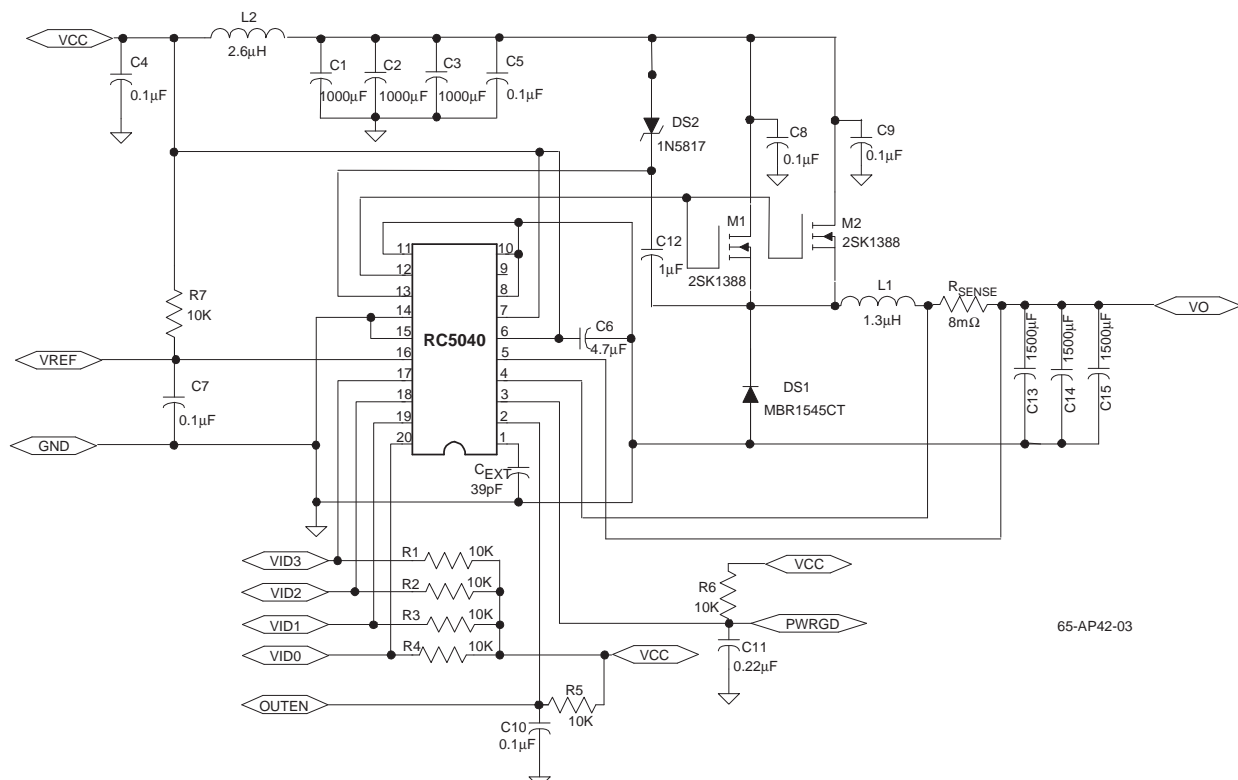 L2
VCC
2.6µH
C4
0.1µF
C1
1000µF
C2
1000µF
C3
1000µF
C5
0.1µF
DS2
1N5817
C8
0.1µF
C9
0.1µF
M1
2SK1388
M2
2SK1388
C12
1µF
11
12
13
14
15
16
17
18
19
20
RC5040
10
9
8
7
6
5
4
3
2
1
R7
10K
C6
4.7µF
L1
1.3µH
RSENSE
8mΩ
VO
1500µF
C13
1500µF
C14
1500µF
C15
VREF
C7
0.1µF
DS1
MBR1545CT
GND
CEXT
39pF
VID3
R1
10K
VID2
R2
10K
VID1
R3
10K
VID0
R4
10K
VCC
VCC
R6
10K
PWRGD
C11
0.22µF
65-AP42-03
OUTEN
R5
10K
C10
0.1µF